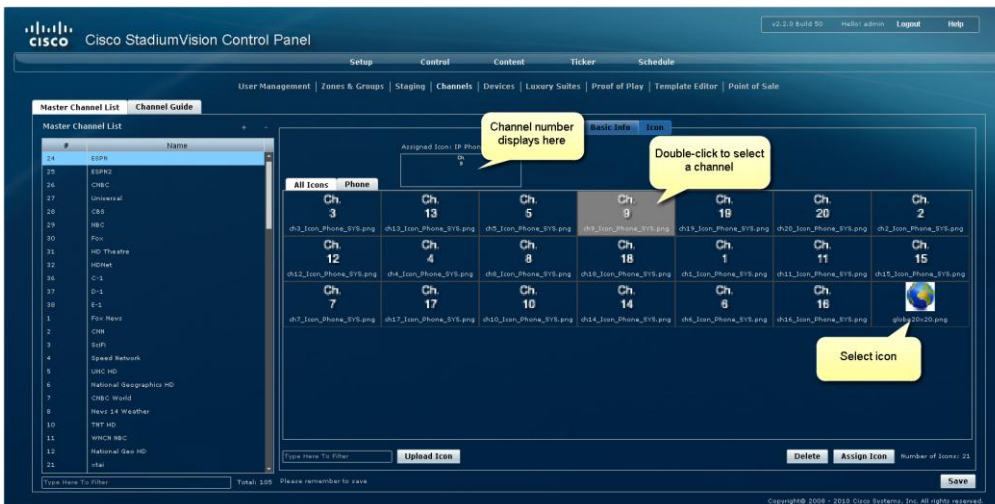 v2.2.0 Build 50 Hello! admin Logout Help
CISCO Cisco StadiumVision Control Panel
Setup Control Content Ticker Schedule
User Management | Zones & Groups | Staging | Channels | Devices | Luxury Suites | Proof of Play | Template Editor | Point of Sale
Master Channel List Channel Guide
Master Channel List + -
Basic Info Icon
# Name
24 ESPN
25 ESPN2
26 CNBC
27 Universal
28 CBS
29 NBC
30 Fox
31 HD Theatre
32 HDNet
36 C-1
37 D-1
38 E-1
1 Fox News
2 CNN
3 SciFi
4 Speed Network
5 UNC HD
6 National Geographics HD
7 CNBC World
8 News 14 Weather
10 TNT HD
11 WNCN NBC
12 National Geo HD
21 xtai
Type Here To Filter Total: 105
Assigned Icon: IP Phon
Ch.
9
Channel number
displays here
Double-click to select
a channel
All Icons Phone
Ch. Ch. Ch. Ch. Ch. Ch. Ch.
3 13 5 9 19 20 2
ch3_Icon_Phone_SYS.png ch13_Icon_Phone_SYS.png ch5_Icon_Phone_SYS.png ch9_Icon_Phone_SYS.png ch19_Icon_Phone_SYS.png ch20_Icon_Phone_SYS.png ch2_Icon_Phone_SYS.png
Ch. Ch. Ch. Ch. Ch. Ch. Ch.
12 4 8 18 1 11 15
ch12_Icon_Phone_SYS.png ch4_Icon_Phone_SYS.png ch8_Icon_Phone_SYS.png ch18_Icon_Phone_SYS.png ch1_Icon_Phone_SYS.png ch11_Icon_Phone_SYS.png ch15_Icon_Phone_SYS.png
Ch. Ch. Ch. Ch. Ch. Ch.
7 17 10 14 6 16
ch7_Icon_Phone_SYS.png ch17_Icon_Phone_SYS.png ch10_Icon_Phone_SYS.png ch14_Icon_Phone_SYS.png ch6_Icon_Phone_SYS.png ch16_Icon_Phone_SYS.png globe20x20.png
Select icon
Type Here To Filter Upload Icon Delete Assign Icon Number of Icons: 21
Please remember to save Save
Copyright© 2008 - 2010 Cisco Systems, Inc. All rights reserved.